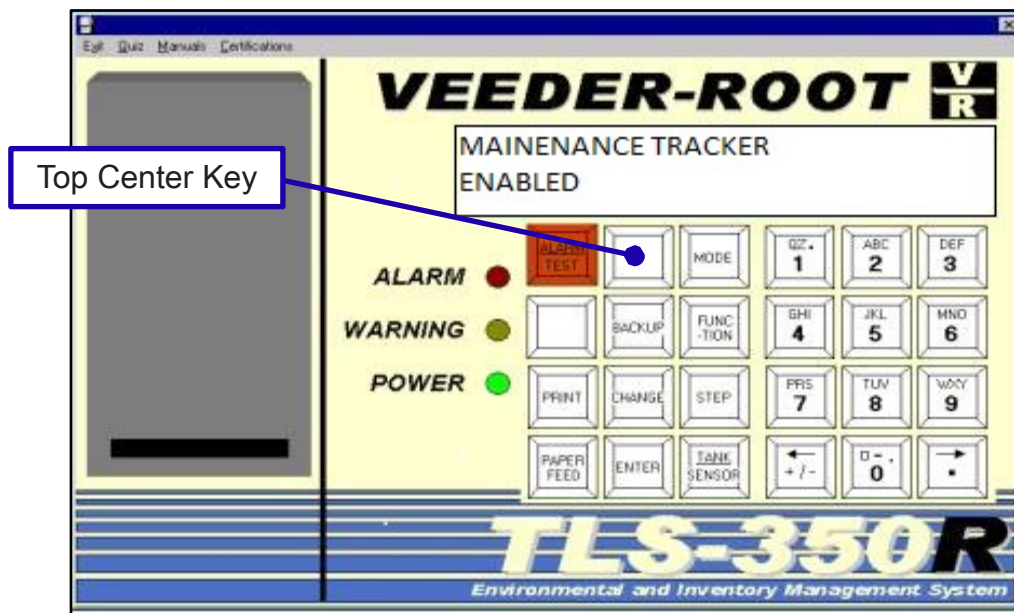 Exit Quiz Manuals Certifications
VEEDER-ROOT V R
MAINENANCE TRACKER
ENABLED
Top Center Key
ALARM TEST MODE QZ. 1 ABC 2 DEF 3
ALARM
BACKUP FUNC -TION GHI 4 JKL 5 MNO 6
WARNING
POWER
PRINT CHANGE STEP PRS 7 TUV 8 WXY 9
PAPER FEED ENTER TANK SENSOR + / - 0
TLS-350R
Environmental and Inventory Management System